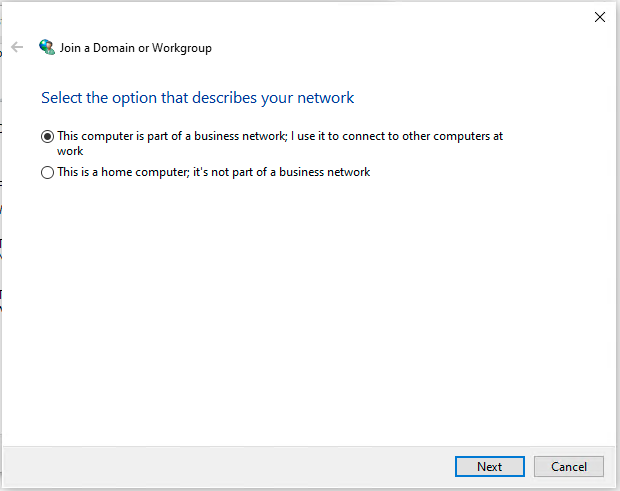 Join a Domain or Workgroup
Select the option that describes your network
This computer is part of a business network; I use it to connect to other computers at
work
This is a home computer; it's not part of a business network
Next
Cancel